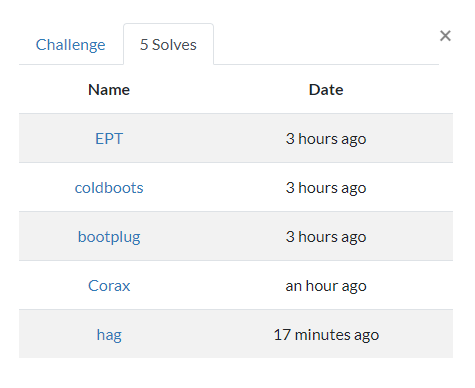 Challenge 5 Solves ×
Name Date
EPT 3 hours ago
coldboots 3 hours ago
bootplug 3 hours ago
Corax an hour ago
hag 17 minutes ago